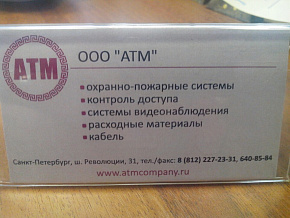 АТМ
ООО "АТМ"
охранно-пожарные системы
контроль доступа
системы видеонаблюдения
расходные материалы
кабель
Санкт-Петербург, ш. Революции, 31, тел./факс: 8 (812) 227-23-31, 640-85-84
www.atmcompany.ru